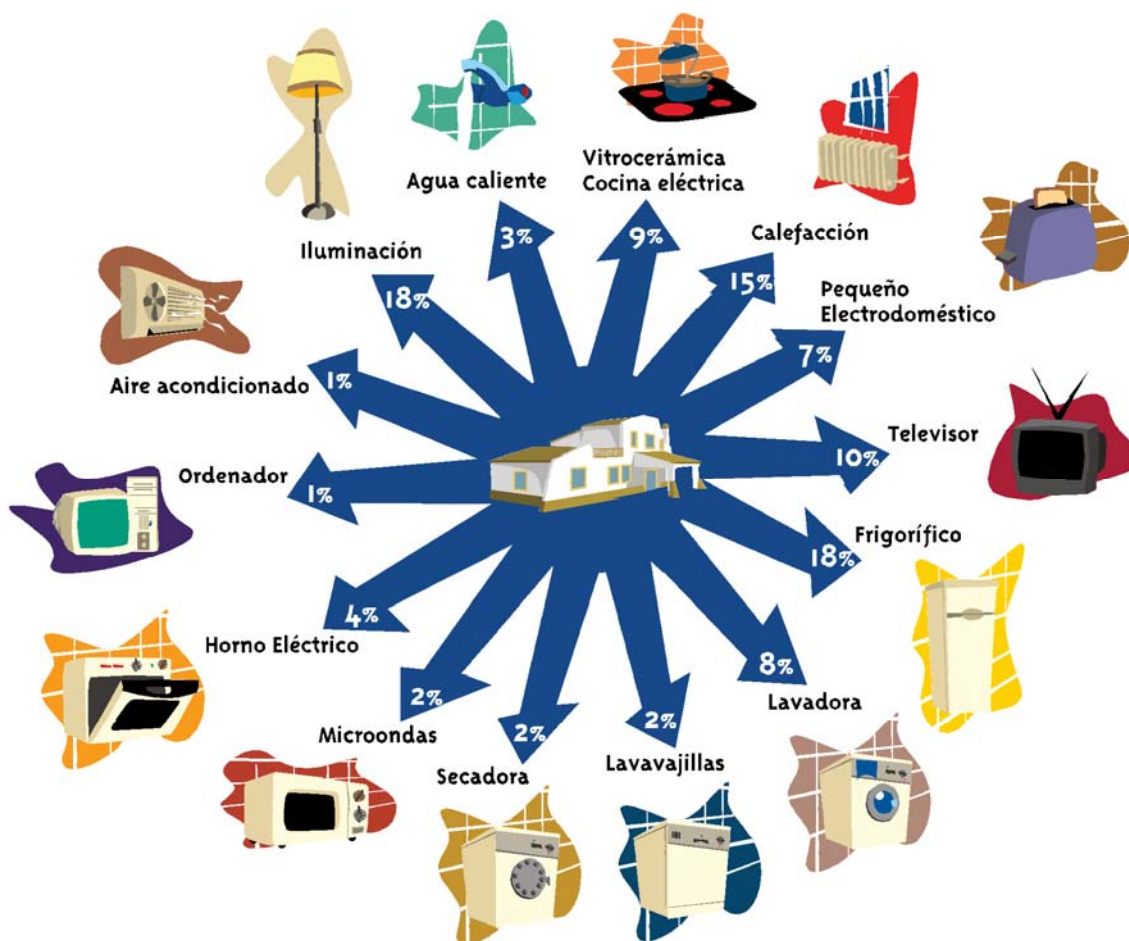 Agua caliente
3%
Vitrocerámica
Cocina eléctrica
9%
Calefacción
15%
Pequeño
Electrodoméstico
7%
Televisor
10%
Frigorífico
18%
Lavadora
8%
Lavavajillas
2%
Secadora
2%
Microondas
2%
Horno Eléctrico
4%
Ordenador
1%
Aire acondicionado
1%
Iluminación
18%